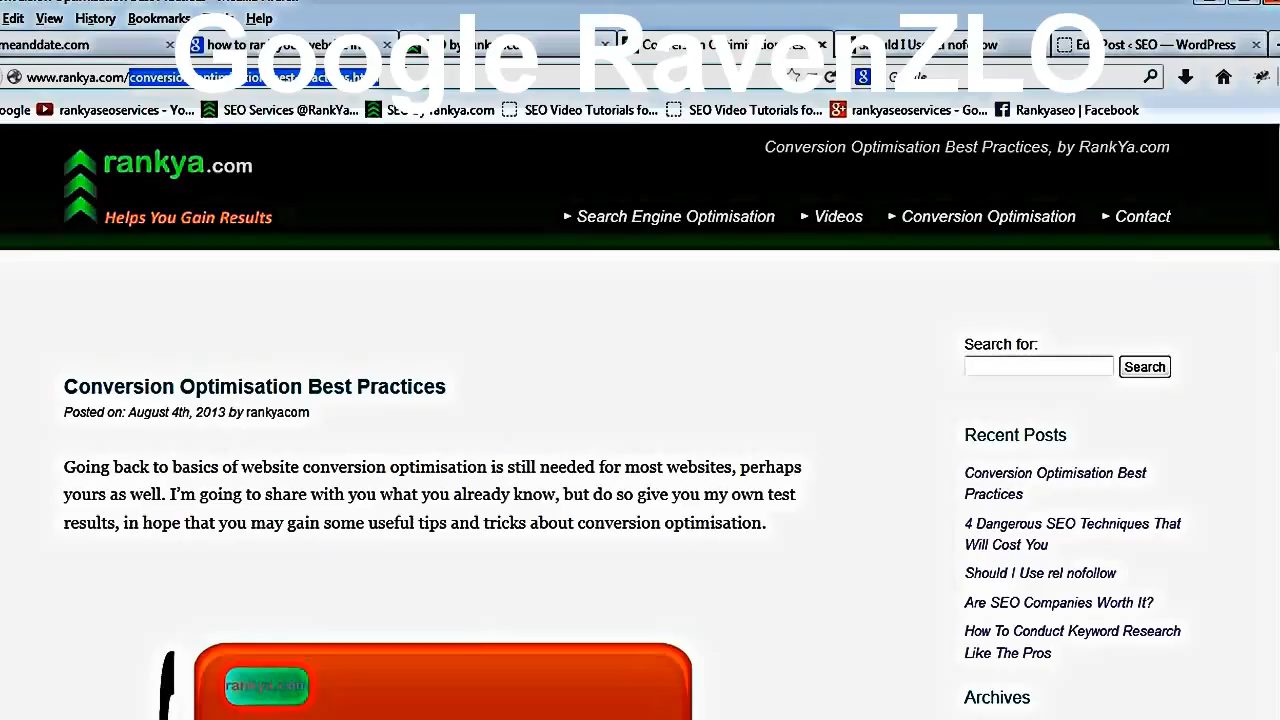 Edit View History Bookmarks Help
Google RavenZLO
meanddate.com
Edit Post ‹ SEO — WordPress
www.rankya.com/
oogle rankyaseoservices - Yo... SEO Services @RankYa... SEO by rankya.com SEO Video Tutorials fo... SEO Video Tutorials fo... rankyaseoservices - Go... Rankyaseo | Facebook
rankya.com
Helps You Gain Results
Conversion Optimisation Best Practices, by RankYa.com
Search Engine Optimisation Videos Conversion Optimisation Contact
Conversion Optimisation Best Practices
Posted on: August 4th, 2013 by rankyacom
Going back to basics of website conversion optimisation is still needed for most websites, perhaps
yours as well. I'm going to share with you what you already know, but do so give you my own test
results, in hope that you may gain some useful tips and tricks about conversion optimisation.
rankya.com
Search for:
Search
Recent Posts
Conversion Optimisation Best
Practices
4 Dangerous SEO Techniques That
Will Cost You
Should I Use rel nofollow
Are SEO Companies Worth It?
How To Conduct Keyword Research
Like The Pros
Archives